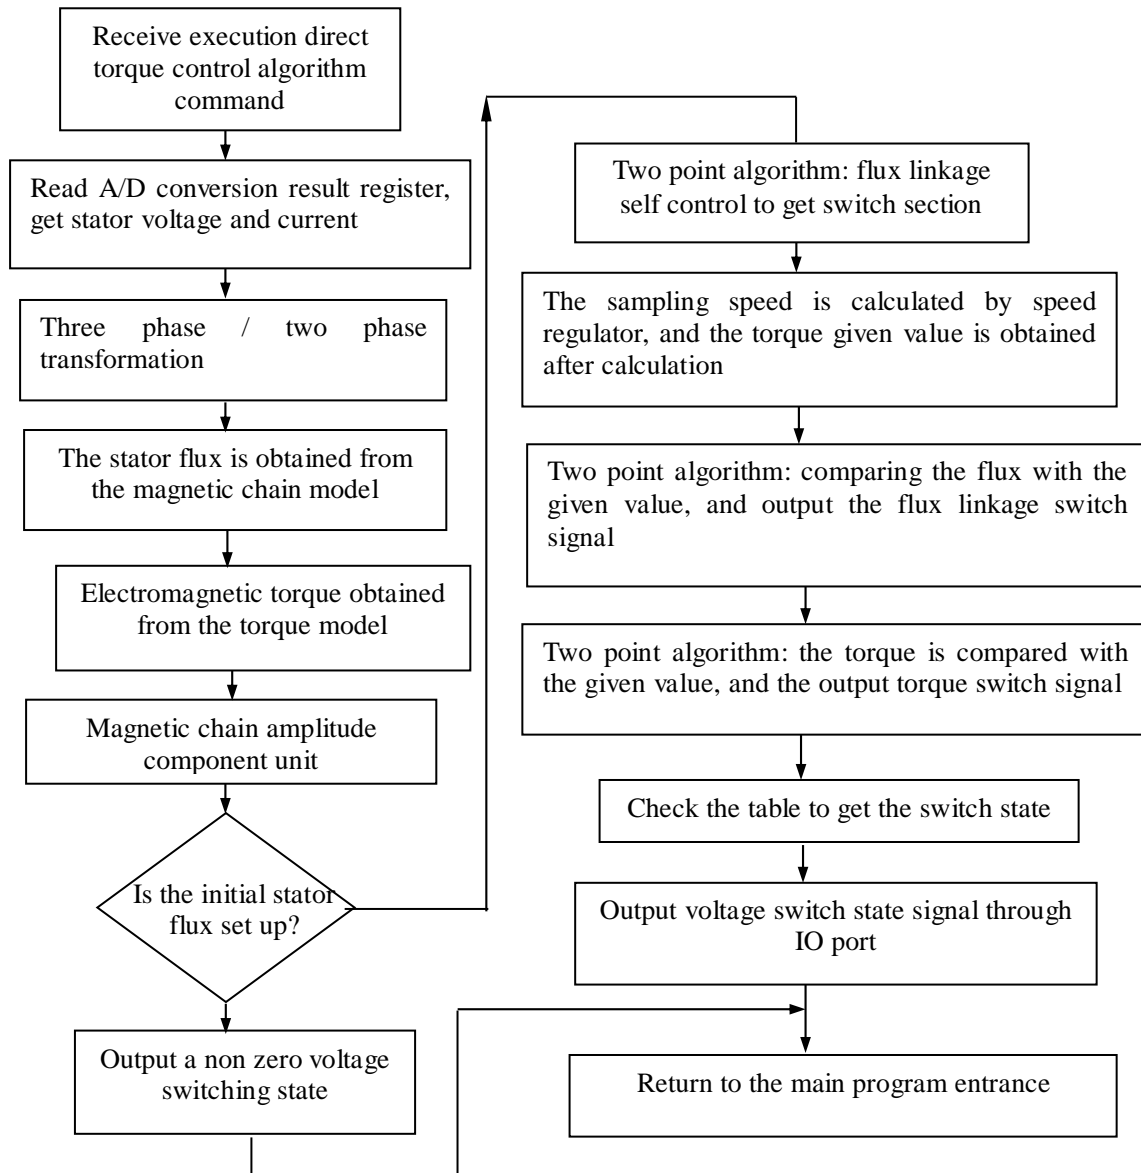 Receive execution direct
torque control algorithm
command
Read A/D conversion result register,
get stator voltage and current
Three phase / two phase
transformation
The stator flux is obtained from
the magnetic chain model
Electromagnetic torque obtained
from the torque model
Magnetic chain amplitude
component unit
Is the initial stator
flux set up?
Output a non zero voltage
switching state
Two point algorithm: flux linkage
self control to get switch section
The sampling speed is calculated by speed
regulator, and the torque given value is obtained
after calculation
Two point algorithm: comparing the flux with the
given value, and output the flux linkage switch
signal
Two point algorithm: the torque is compared with
the given value, and the output torque switch signal
Check the table to get the switch state
Output voltage switch state signal through
IO port
Return to the main program entrance